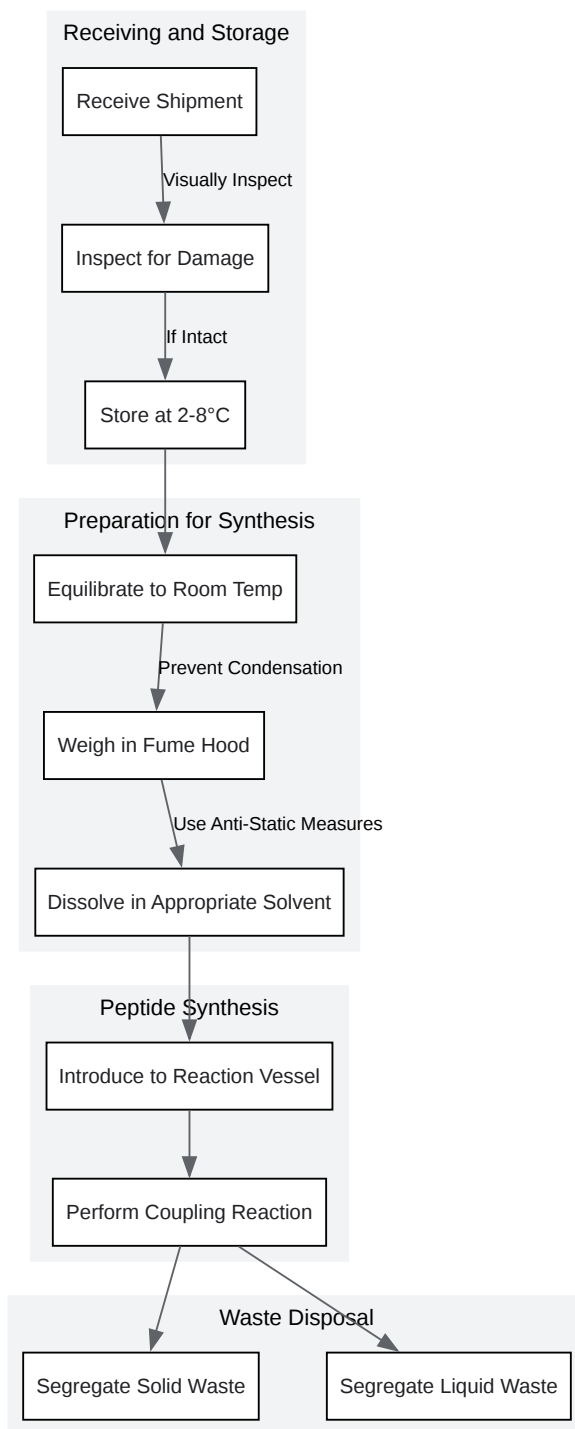 Receiving and Storage
Receive Shipment
Visually Inspect
Inspect for Damage
If Intact
Store at 2-8°C
Preparation for Synthesis
Equilibrate to Room Temp
Prevent Condensation
Weigh in Fume Hood
Use Anti-Static Measures
Dissolve in Appropriate Solvent
Peptide Synthesis
Introduce to Reaction Vessel
Perform Coupling Reaction
Waste Disposal
Segregate Solid Waste
Segregate Liquid Waste